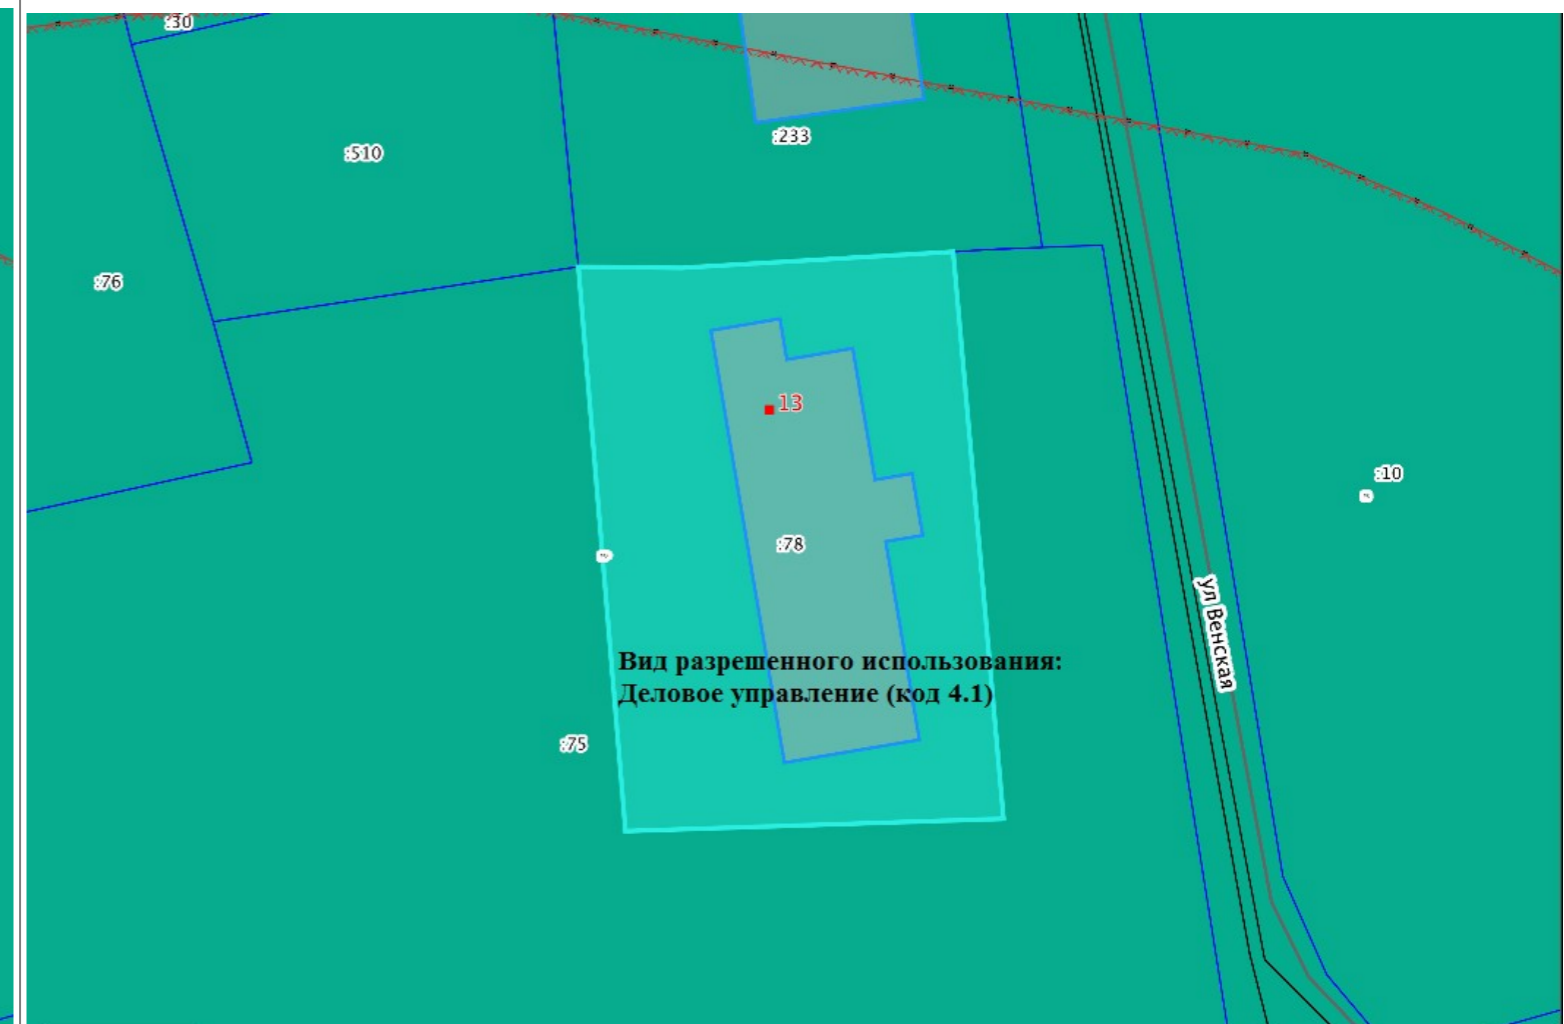 :30
:510
:233
:76
13
:10
:78
ул Венская
Вид разрешенного использования:
Деловое управление (код 4.1)
:75